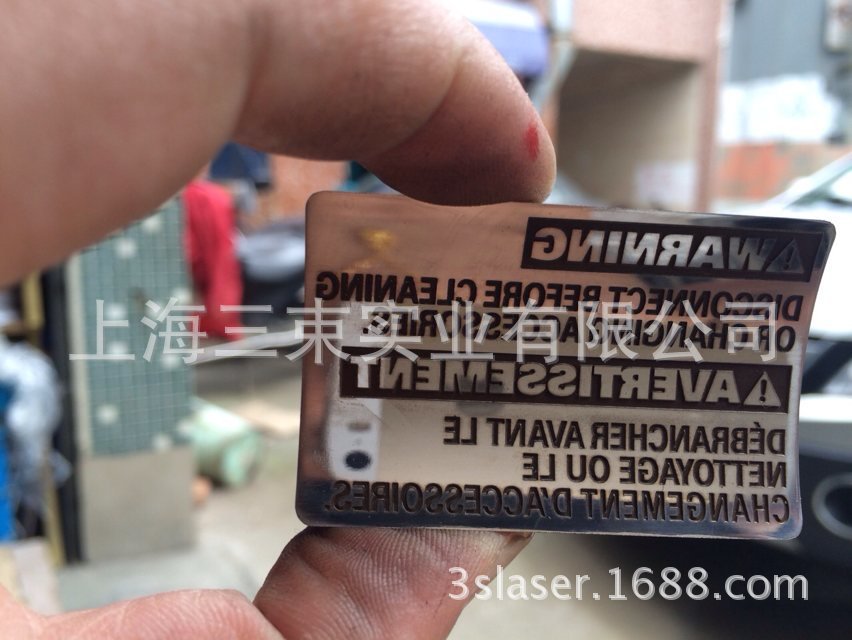 ⚠WARNING
DISCONNECT BEFORE CLEANING
OR CHANGING ACCESSORIES.
上海三束实业有限公司
⚠AVERTISSEMENT
DÉBRANCHER AVANT LE
NETTOYAGE OU LE
CHANGEMENT D'ACCESSOIRES.
3slaser.1688.com